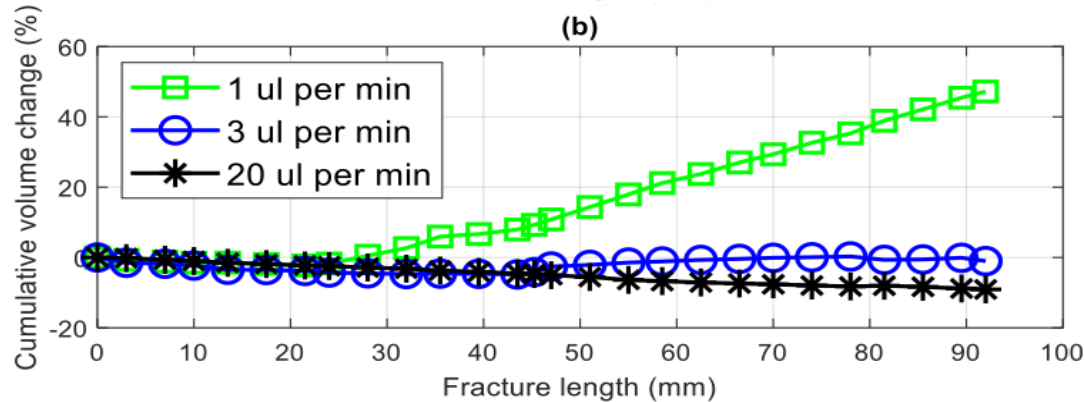 (b)
Cumulative volume change (%)
60
40
20
0
-20
1 ul per min
3 ul per min
20 ul per min
0 10 20 30 40 50 60 70 80 90 100
Fracture length (mm)